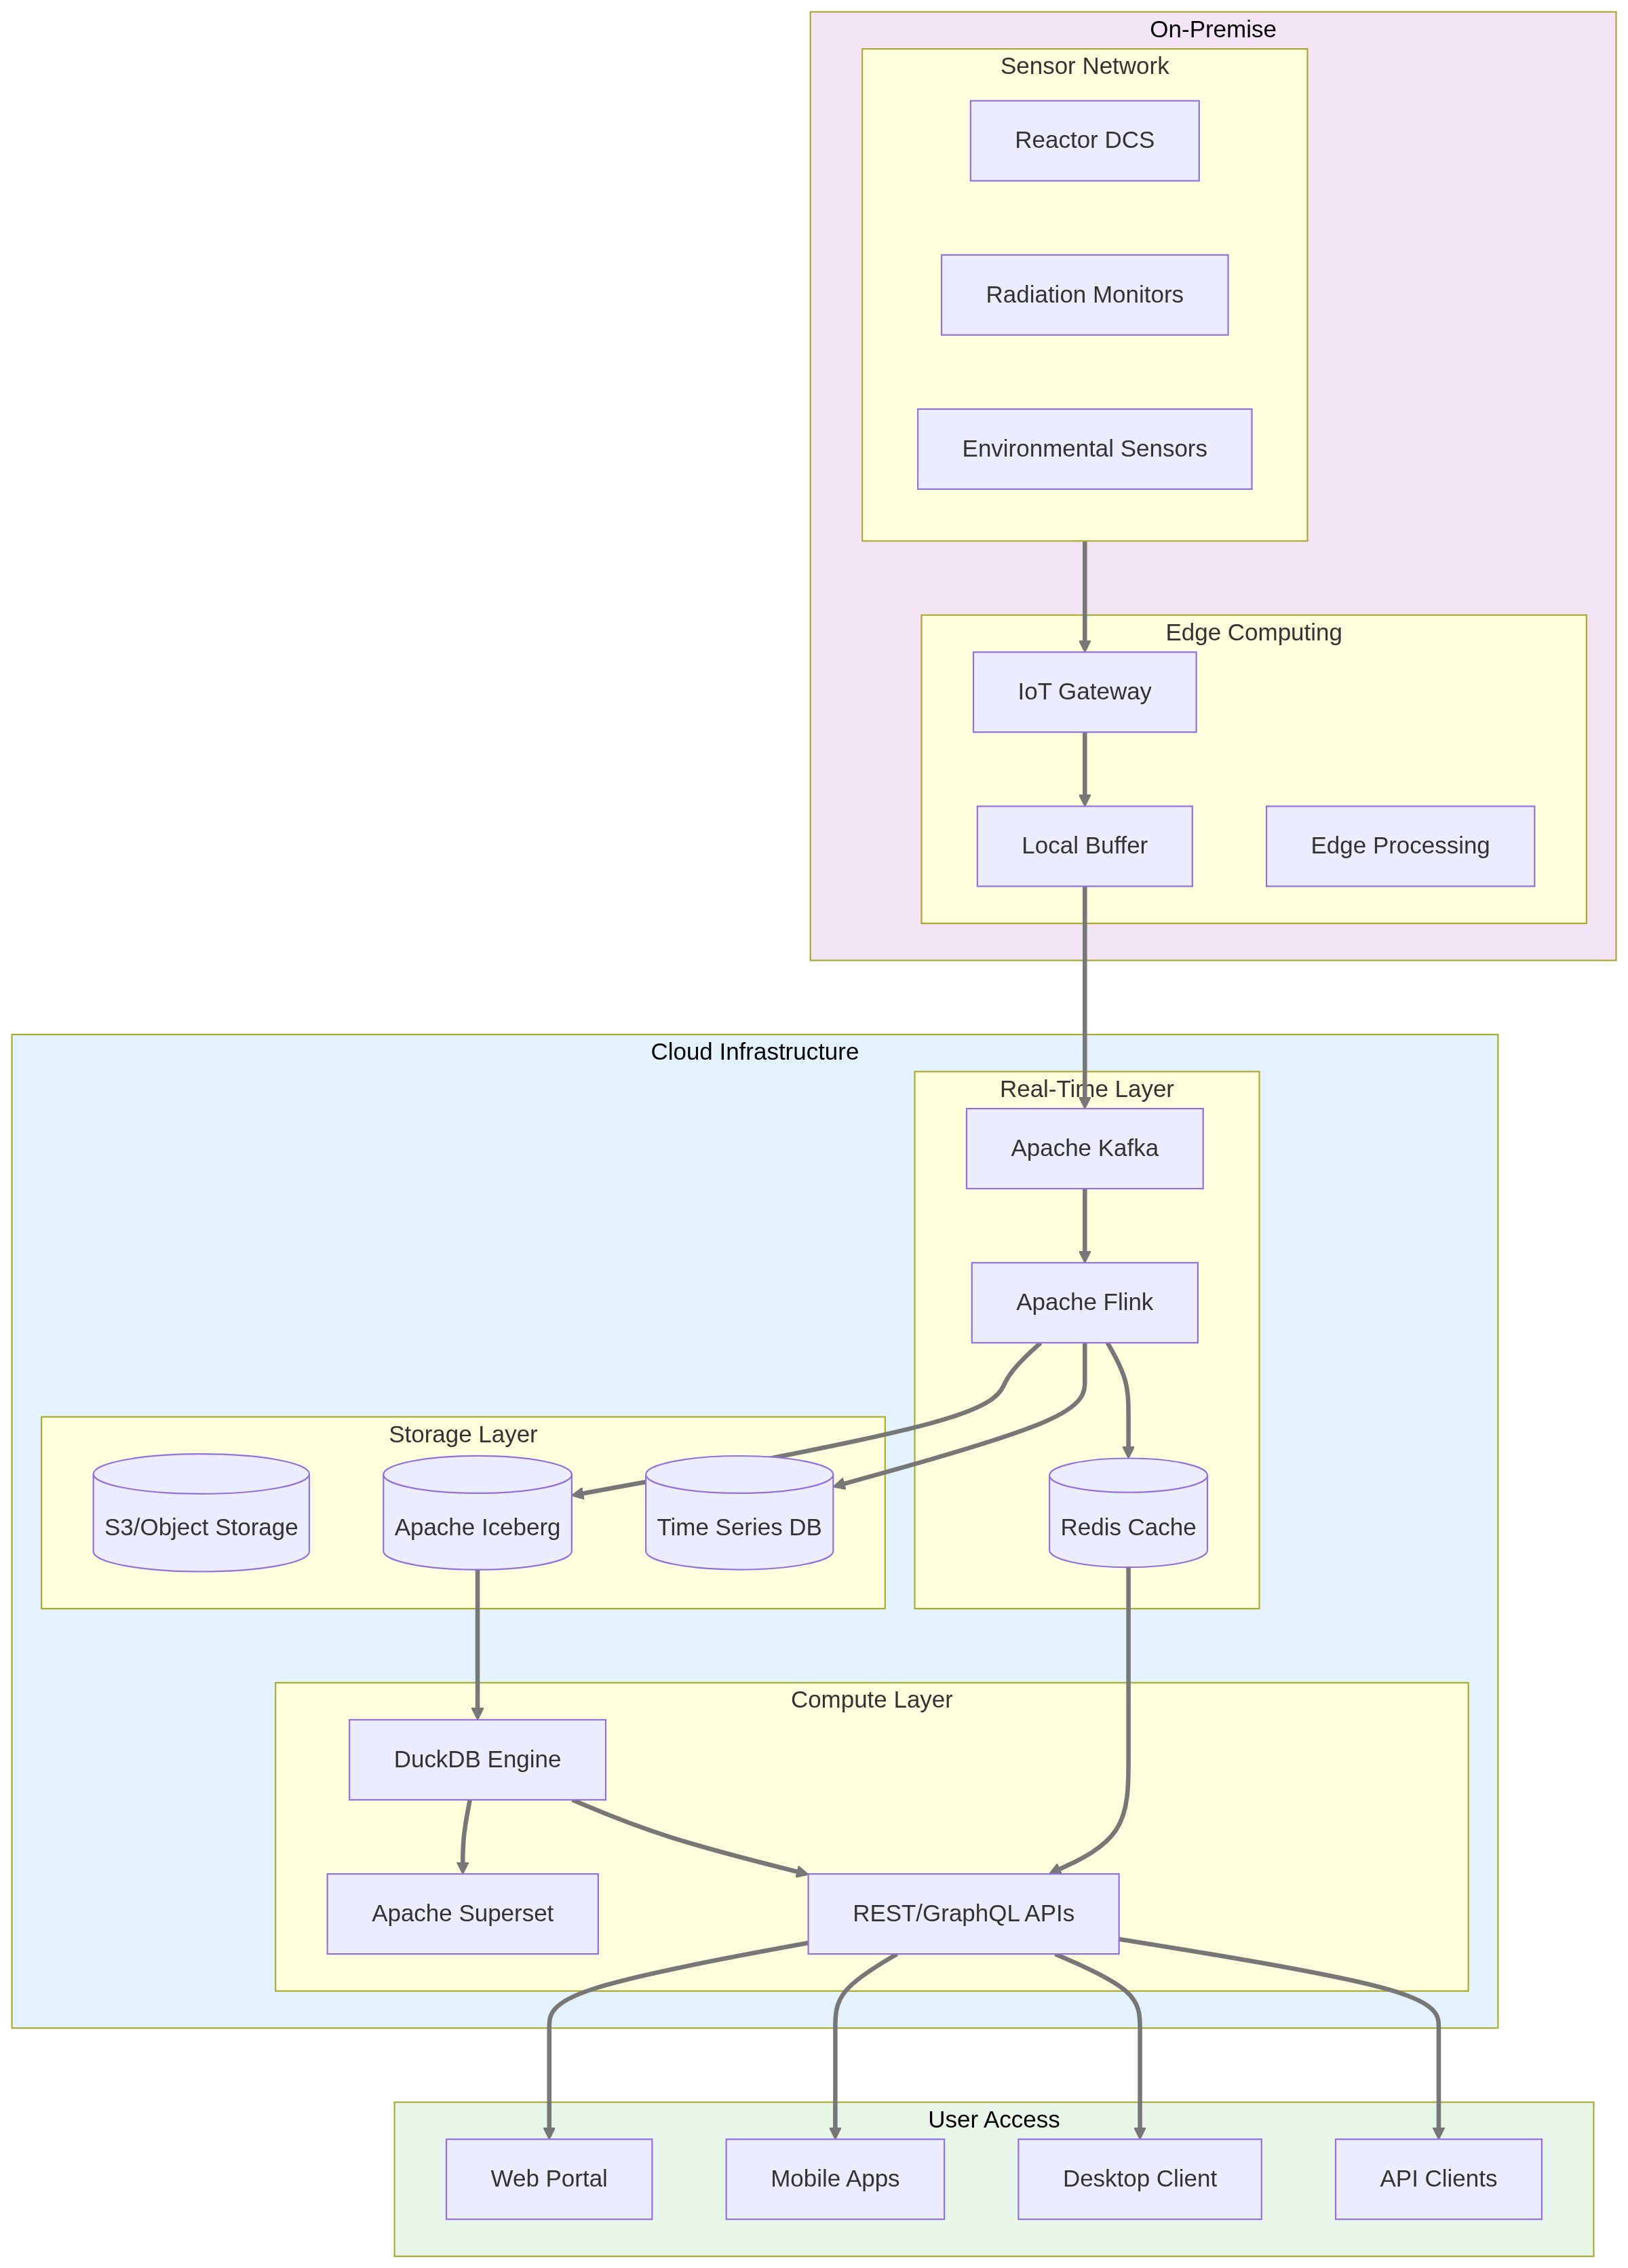 On-Premise
Sensor Network
Reactor DCS
Radiation Monitors
Environmental Sensors
Edge Computing
IoT Gateway
Local Buffer
Edge Processing
Cloud Infrastructure
Real-Time Layer
Apache Kafka
Apache Flink
Storage Layer
S3/Object Storage
Apache Iceberg
Time Series DB
Redis Cache
Compute Layer
DuckDB Engine
Apache Superset
REST/GraphQL APIs
User Access
Web Portal
Mobile Apps
Desktop Client
API Clients